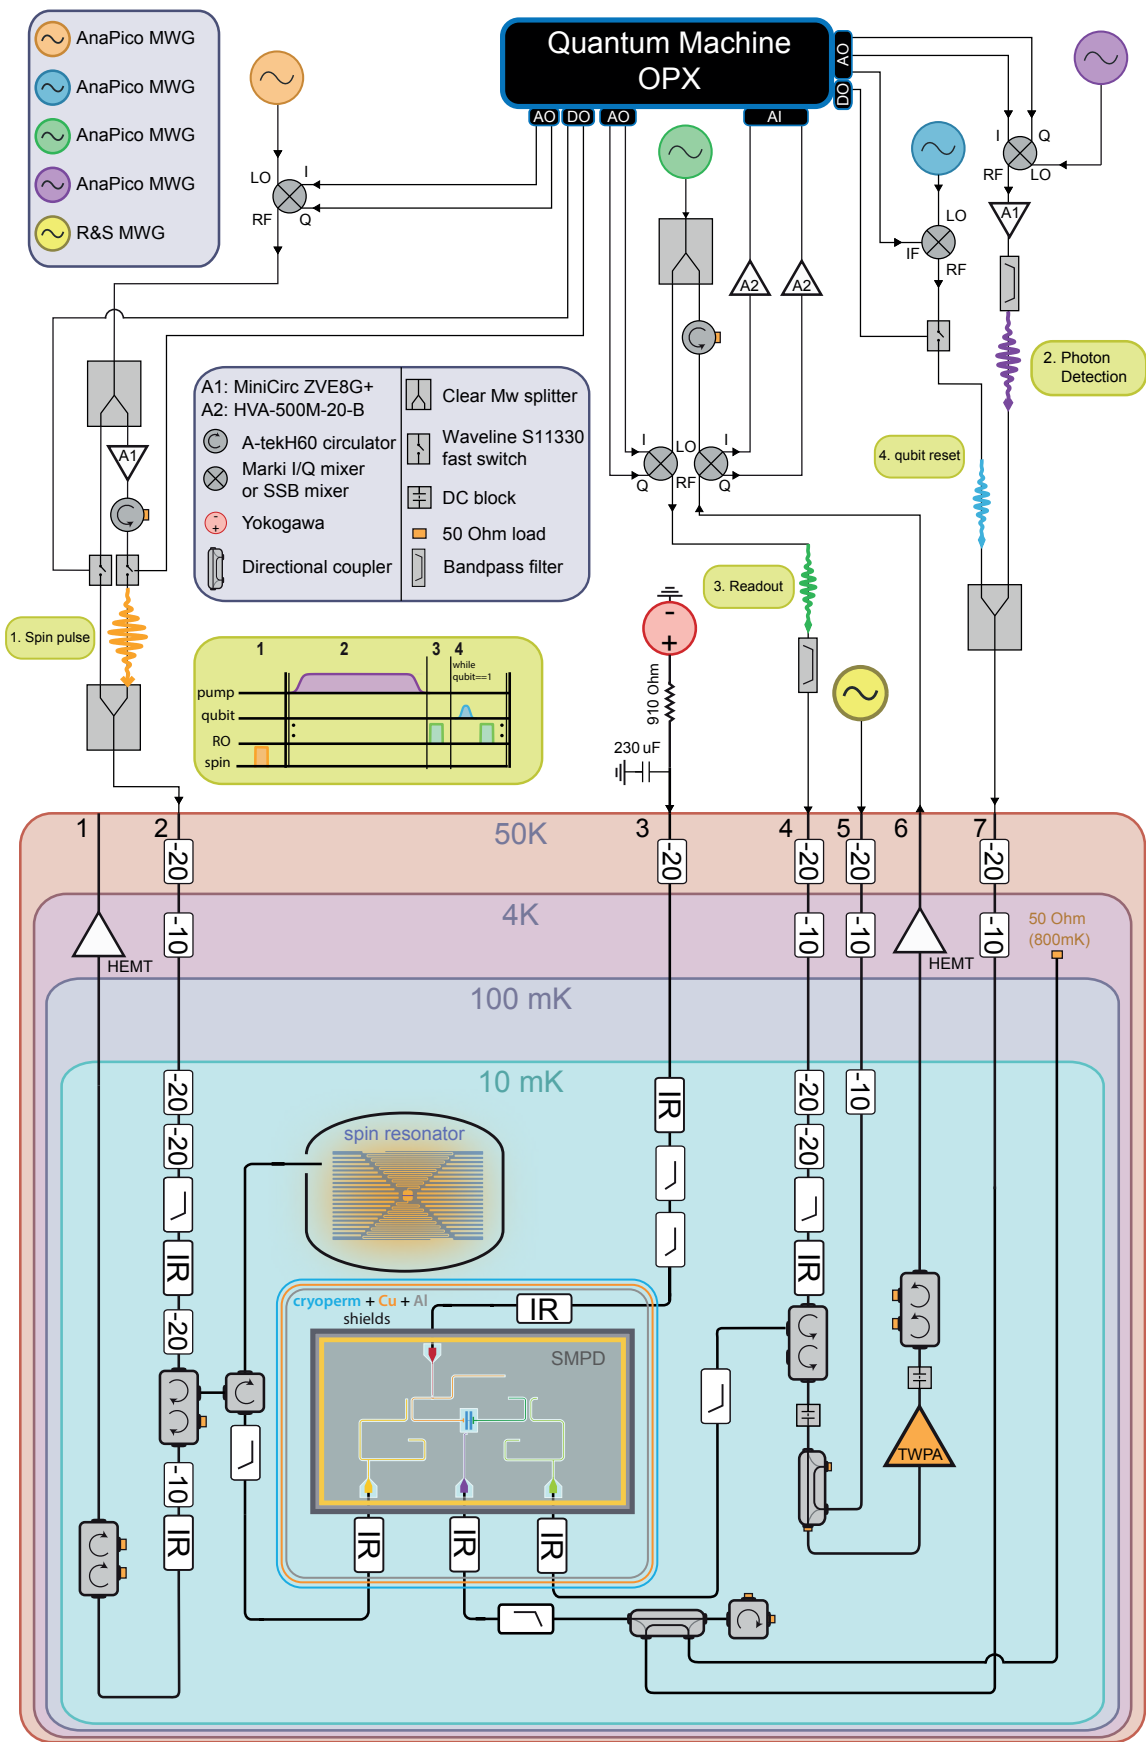 AnaPico MWG
AnaPico MWG
AnaPico MWG
AnaPico MWG
R&S MWG
Quantum Machine
OPX
AO
DO
AO
AI
AO
DO
LO
I
RF
Q
I
Q
RF
LO
LO
IF
RF
A1
A2
A2
2. Photon
Detection
4. qubit reset
A1
A1: MiniCirc ZVE8G+
A2: HVA-500M-20-B
A-tekH60 circulator
Marki I/Q mixer
or SSB mixer
Yokogawa
Directional coupler
Clear Mw splitter
Waveline S11330
fast switch
DC block
50 Ohm load
Bandpass filter
I
LO
I
Q
RF
Q
3. Readout
1. Spin pulse
1
2
3
4
while
qubit==1
pump
qubit
RO
spin
-
+
910 Ohm
230 uF
1
2
3
4
5
6
7
50K
-20
-20
-20
-20
-20
4K
-10
-10
-10
-10
HEMT
HEMT
50 Ohm
(800mK)
100 mK
10 mK
-20
-20
-10
IR
-20
-20
spin resonator
IR
IR
-20
cryoperm + Cu + Al
shields
IR
SMPD
TWPA
-10
IR
IR
IR
IR